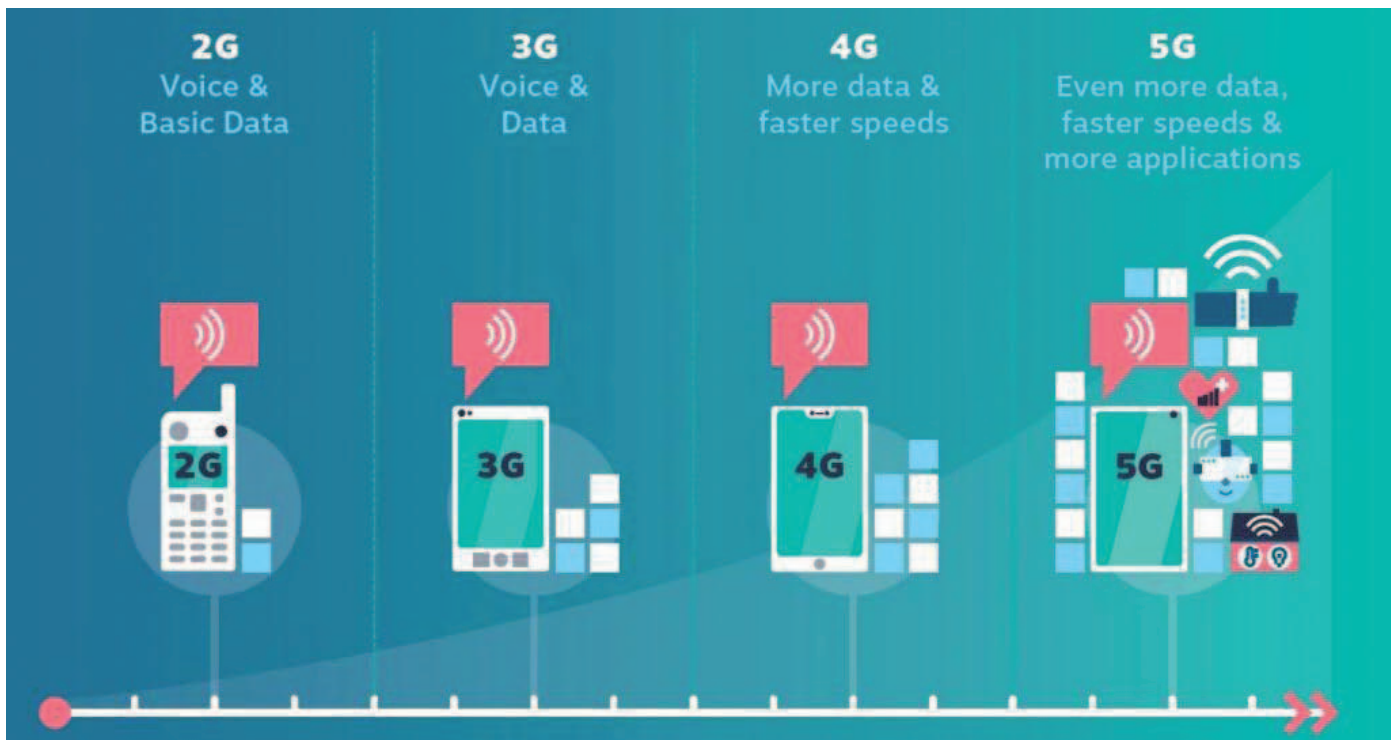 2G
Voice &
Basic Data
3G
Voice &
Data
4G
More data &
faster speeds
5G
Even more data,
faster speeds &
more applications
2G
3G
4G
5G